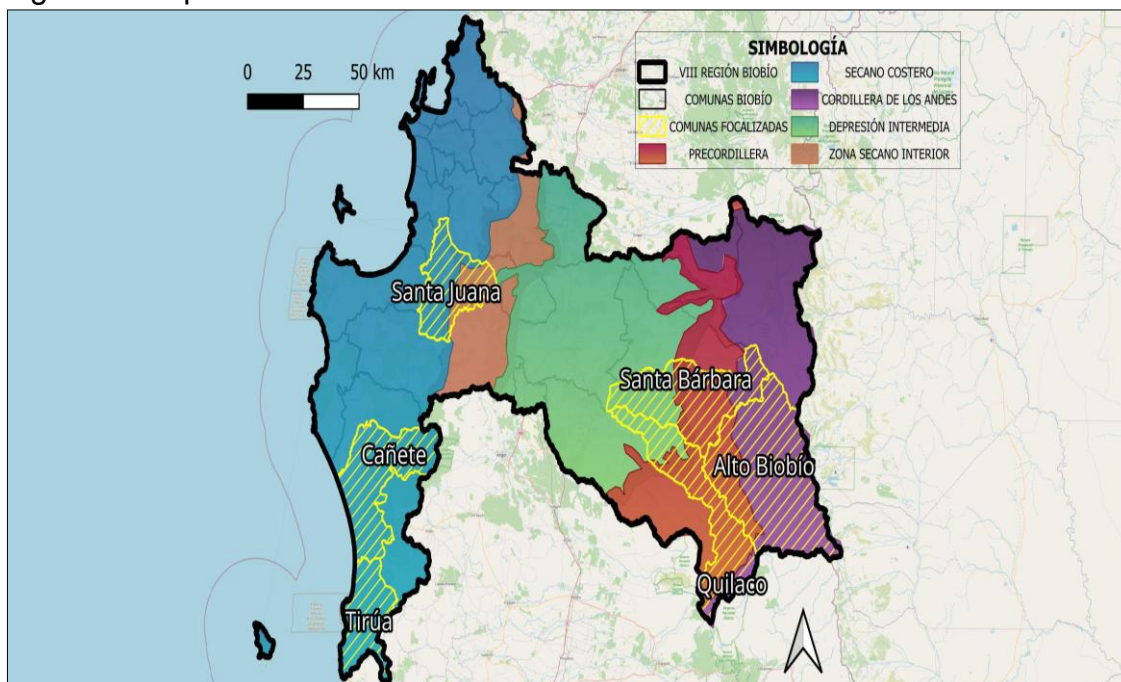 SIMBOLOGÍA
VIII REGIÓN BIOBÍO
COMUNAS BIOBÍO
COMUNAS FOCALIZADAS
PRECORDILLERA
SECANO COSTERO
CORDILLERA DE LOS ANDES
DEPRESIÓN INTERMEDIA
ZONA SECANO INTERIOR
0 25 50 km
Santa Juana
Santa Bárbara
Cañete
Alto Biobío
Quilaco
Tirúa